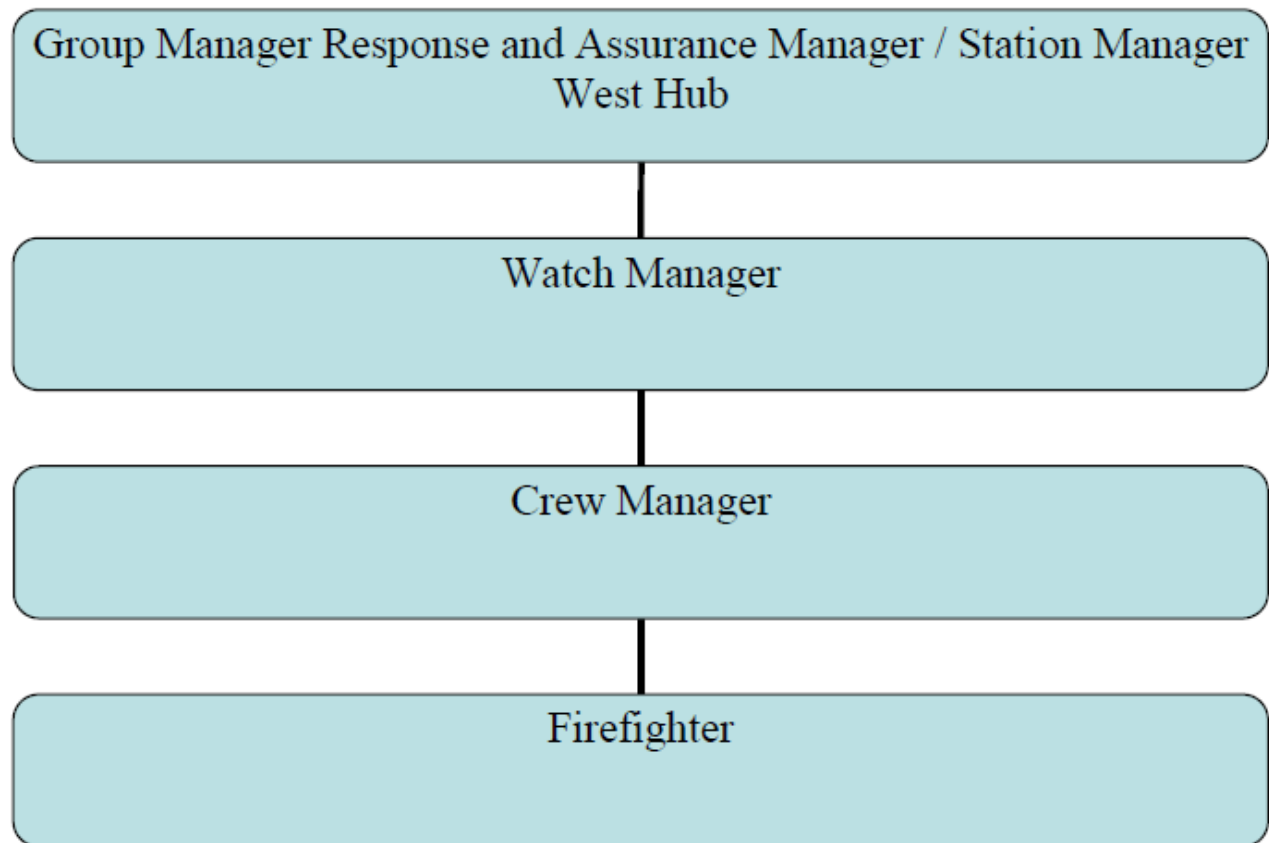 Group Manager Response and Assurance Manager / Station Manager
West Hub
Watch Manager
Crew Manager
Firefighter